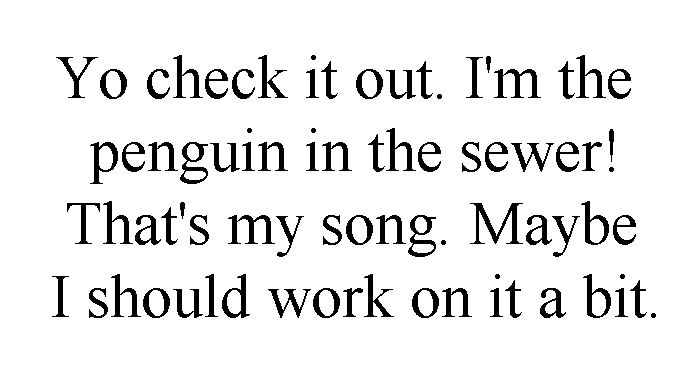 Yo check it out. I'm the
penguin in the sewer!
That's my song. Maybe
I should work on it a bit.